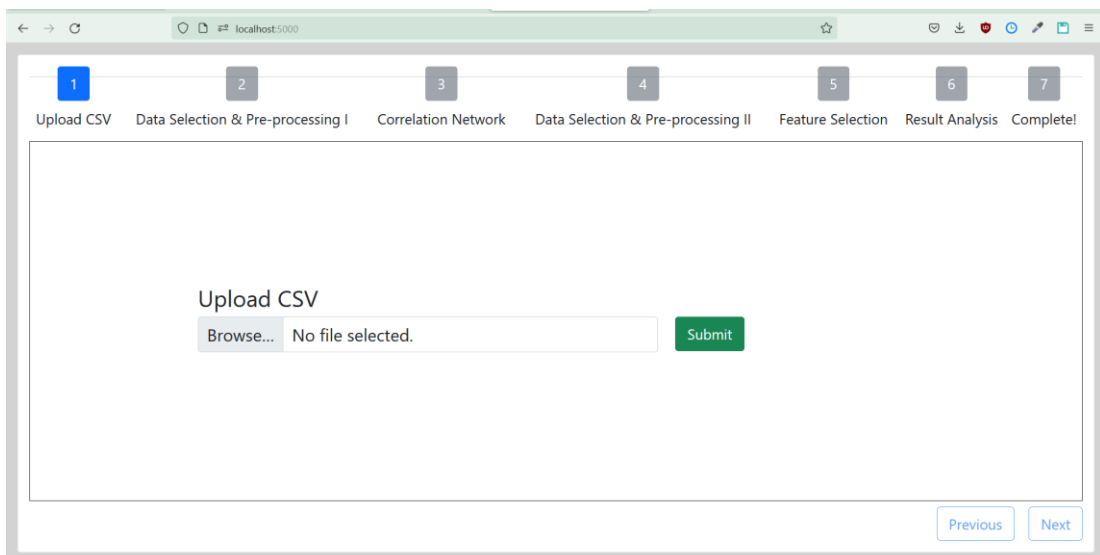 localhost:5000
1 2 3 4 5 6 7
Upload CSV Data Selection & Pre-processing I Correlation Network Data Selection & Pre-processing II Feature Selection Result Analysis Complete!
Upload CSV
Browse... No file selected. Submit
Previous Next